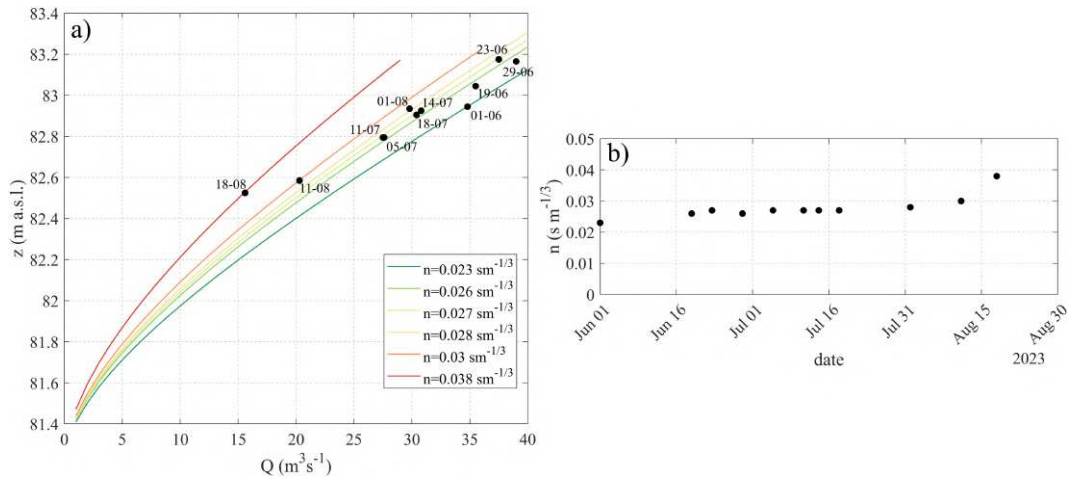 a)
83.4
83.2
83
82.8
82.6
82.4
82.2
82
81.8
81.6
81.4
z (m a.s.l.)
23-06
29-06
19-06
01-08
14-07
18-07
01-06
11-07
05-07
18-08
11-08
n=0.023 sm-1/3
n=0.026 sm-1/3
n=0.027 sm-1/3
n=0.028 sm-1/3
n=0.03 sm-1/3
n=0.038 sm-1/3
0 5 10 15 20 25 30 35 40
Q (m3s-1)
b)
0.05
0.04
0.03
0.02
0.01
0
n (s m-1/3)
Jun 01 Jun 16 Jul 01 Jul 16 Jul 31 Aug 15 Aug 30
date
2023